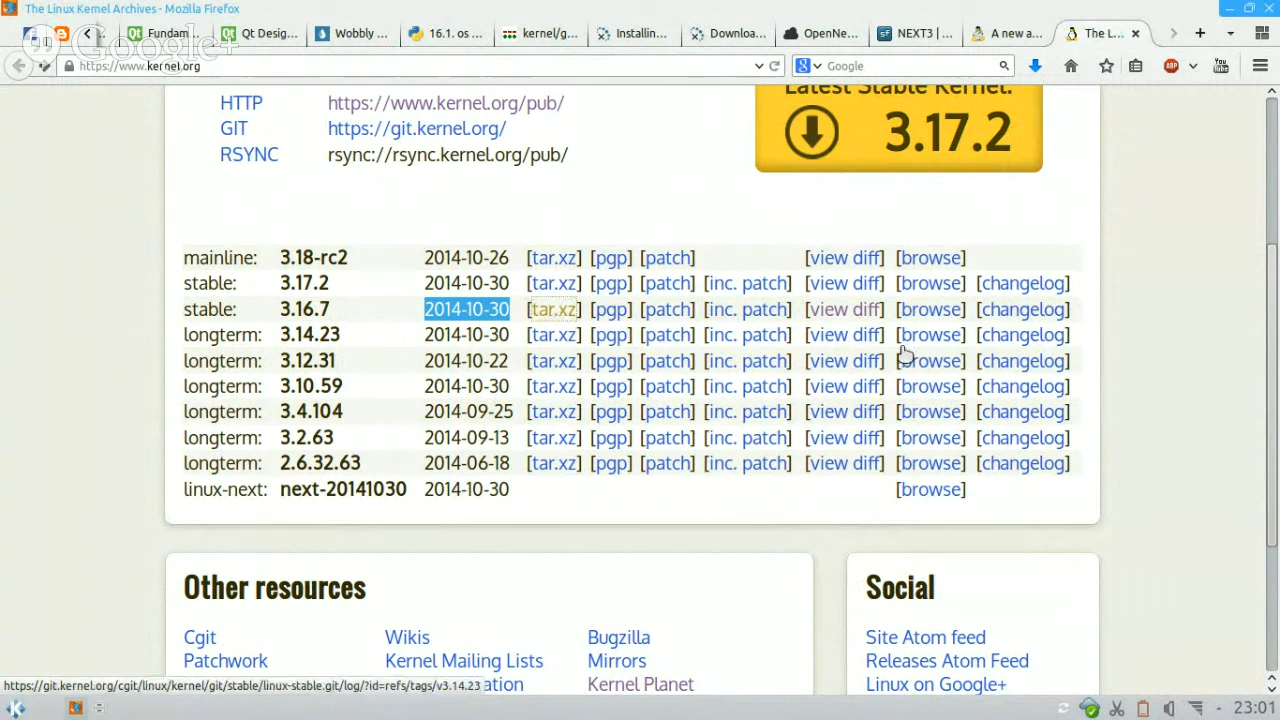 The Linux Kernel Archives - Mozilla Firefox
Google+
Fundam... Qt Desig... Wobbly ... 16.1. os ... kernel/g... Installin... Downloa... OpenNe... NEXT3 | ... A new a... The L...
https://www.kernel.org Google
HTTP https://www.kernel.org/pub/
GIT https://git.kernel.org/
RSYNC rsync://rsync.kernel.org/pub/
Latest Stable Kernel:
3.17.2
mainline: 3.18-rc2 2014-10-26 [tar.xz] [pgp] [patch] [view diff] [browse]
stable: 3.17.2 2014-10-30 [tar.xz] [pgp] [patch] [inc. patch] [view diff] [browse] [changelog]
stable: 3.16.7 2014-10-30 [tar.xz] [pgp] [patch] [inc. patch] [view diff] [browse] [changelog]
longterm: 3.14.23 2014-10-30 [tar.xz] [pgp] [patch] [inc. patch] [view diff] [browse] [changelog]
longterm: 3.12.31 2014-10-22 [tar.xz] [pgp] [patch] [inc. patch] [view diff] [browse] [changelog]
longterm: 3.10.59 2014-10-30 [tar.xz] [pgp] [patch] [inc. patch] [view diff] [browse] [changelog]
longterm: 3.4.104 2014-09-25 [tar.xz] [pgp] [patch] [inc. patch] [view diff] [browse] [changelog]
longterm: 3.2.63 2014-09-13 [tar.xz] [pgp] [patch] [inc. patch] [view diff] [browse] [changelog]
longterm: 2.6.32.63 2014-06-18 [tar.xz] [pgp] [patch] [inc. patch] [view diff] [browse] [changelog]
linux-next: next-20141030 2014-10-30 [browse]
Other resources
Cgit Wikis Bugzilla
Patchwork Kernel Mailing Lists Mirrors
ation Kernel Planet
Social
Site Atom feed
Releases Atom Feed
Linux on Google+
https://git.kernel.org/cgit/linux/kernel/git/stable/linux-stable.git/log/?id=refs/tags/v3.14.23
23:01